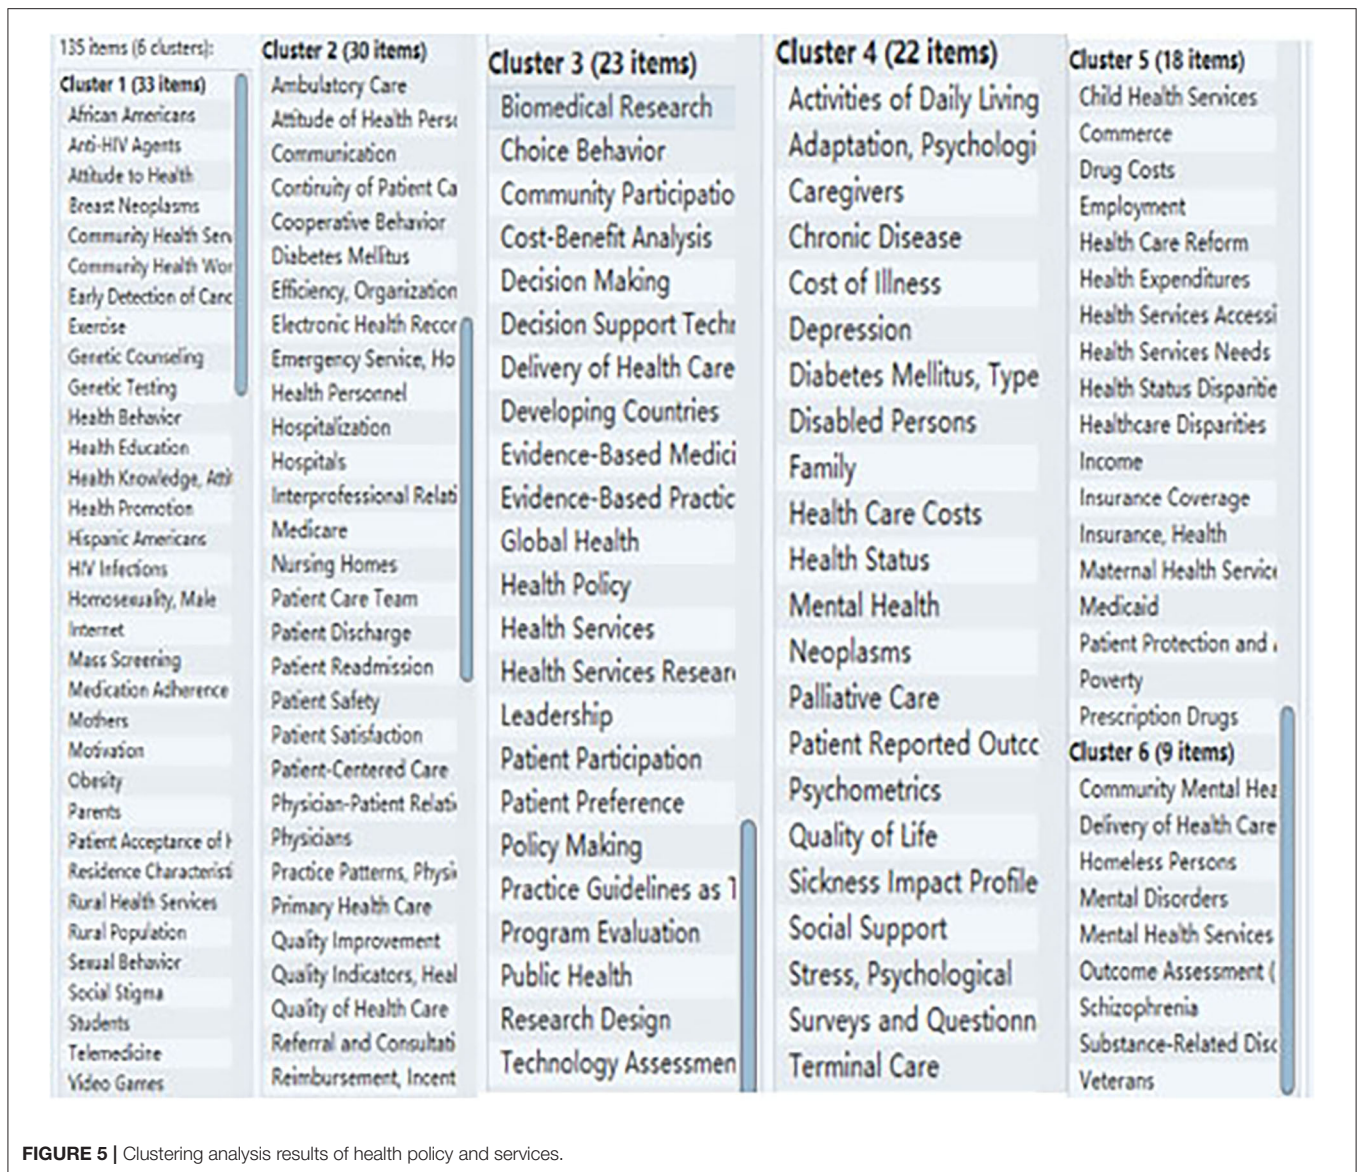 135 items (6 clusters):
Cluster 1 (33 items)
African Americans
Anti-HIV Agents
Attitude to Health
Breast Neoplasms
Community Health Serv
Community Health Wor
Early Detection of Canc
Exercise
Genetic Counseling
Genetic Testing
Health Behavior
Health Education
Health Knowledge, Atti
Health Promotion
Hispanic Americans
HIV Infections
Homosexuality, Male
Internet
Mass Screening
Medication Adherence
Mothers
Motivation
Obesity
Parents
Patient Acceptance of H
Residence Characteristi
Rural Health Services
Rural Population
Sexual Behavior
Social Stigma
Students
Telemedicine
Video Games
Cluster 2 (30 items)
Ambulatory Care
Attitude of Health Perso
Communication
Continuity of Patient Ca
Cooperative Behavior
Diabetes Mellitus
Efficiency, Organization
Electronic Health Recor
Emergency Service, Ho
Health Personnel
Hospitalization
Hospitals
Interprofessional Relati
Medicare
Nursing Homes
Patient Care Team
Patient Discharge
Patient Readmission
Patient Safety
Patient Satisfaction
Patient-Centered Care
Physician-Patient Relati
Physicians
Practice Patterns, Physi
Primary Health Care
Quality Improvement
Quality Indicators, Heal
Quality of Health Care
Referral and Consultati
Reimbursement, Incent
Cluster 3 (23 items)
Biomedical Research
Choice Behavior
Community Participatio
Cost-Benefit Analysis
Decision Making
Decision Support Techn
Delivery of Health Care
Developing Countries
Evidence-Based Medici
Evidence-Based Practic
Global Health
Health Policy
Health Services
Health Services Resear
Leadership
Patient Participation
Patient Preference
Policy Making
Practice Guidelines as T
Program Evaluation
Public Health
Research Design
Technology Assessmen
Cluster 4 (22 items)
Activities of Daily Living
Adaptation, Psychologi
Caregivers
Chronic Disease
Cost of Illness
Depression
Diabetes Mellitus, Type
Disabled Persons
Family
Health Care Costs
Health Status
Mental Health
Neoplasms
Palliative Care
Patient Reported Outcc
Psychometrics
Quality of Life
Sickness Impact Profile
Social Support
Stress, Psychological
Surveys and Questionn
Terminal Care
Cluster 5 (18 items)
Child Health Services
Commerce
Drug Costs
Employment
Health Care Reform
Health Expenditures
Health Services Accessi
Health Services Needs
Health Status Disparitie
Healthcare Disparities
Income
Insurance Coverage
Insurance, Health
Maternal Health Service
Medicaid
Patient Protection and
Poverty
Prescription Drugs
Cluster 6 (9 items)
Community Mental Hea
Delivery of Health Care
Homeless Persons
Mental Disorders
Mental Health Services
Outcome Assessment (
Schizophrenia
Substance-Related Disc
Veterans
FIGURE 5 | Clustering analysis results of health policy and services.